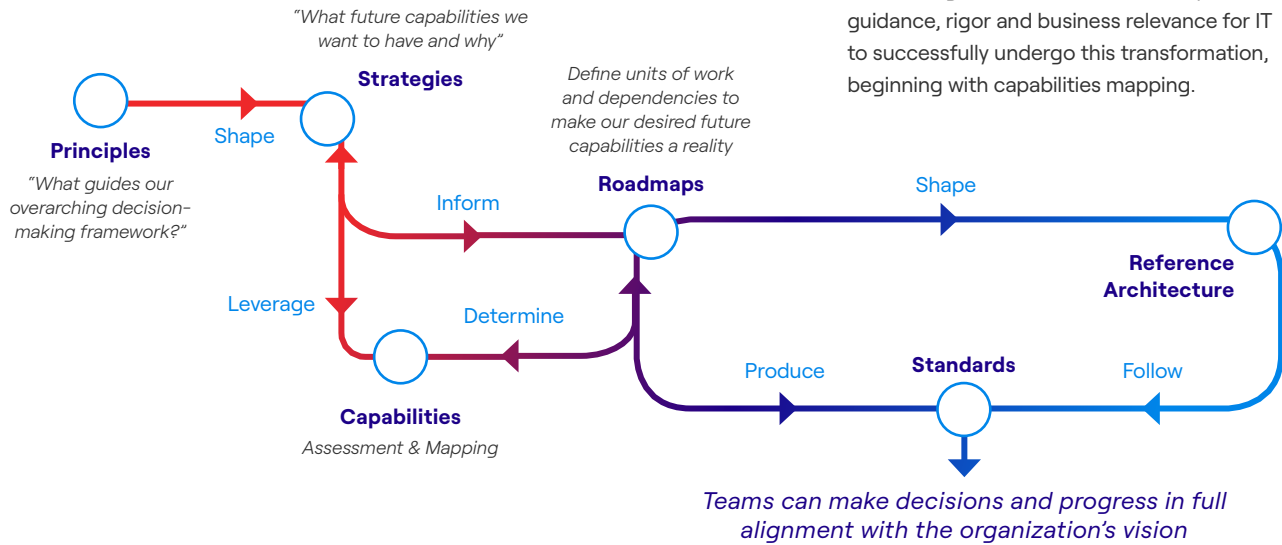 "What future capabilities we
want to have and why"
Strategies
guidance, rigor and business relevance for IT
to successfully undergo this transformation,
beginning with capabilities mapping.
Define units of work
and dependencies to
make our desired future
capabilities a reality
Shape
Principles
"What guides our
overarching decision-
making framework?"
Inform
Roadmaps
Shape
Reference
Architecture
Leverage
Determine
Capabilities
Assessment & Mapping
Produce
Standards
Follow
Teams can make decisions and progress in full
alignment with the organization's vision